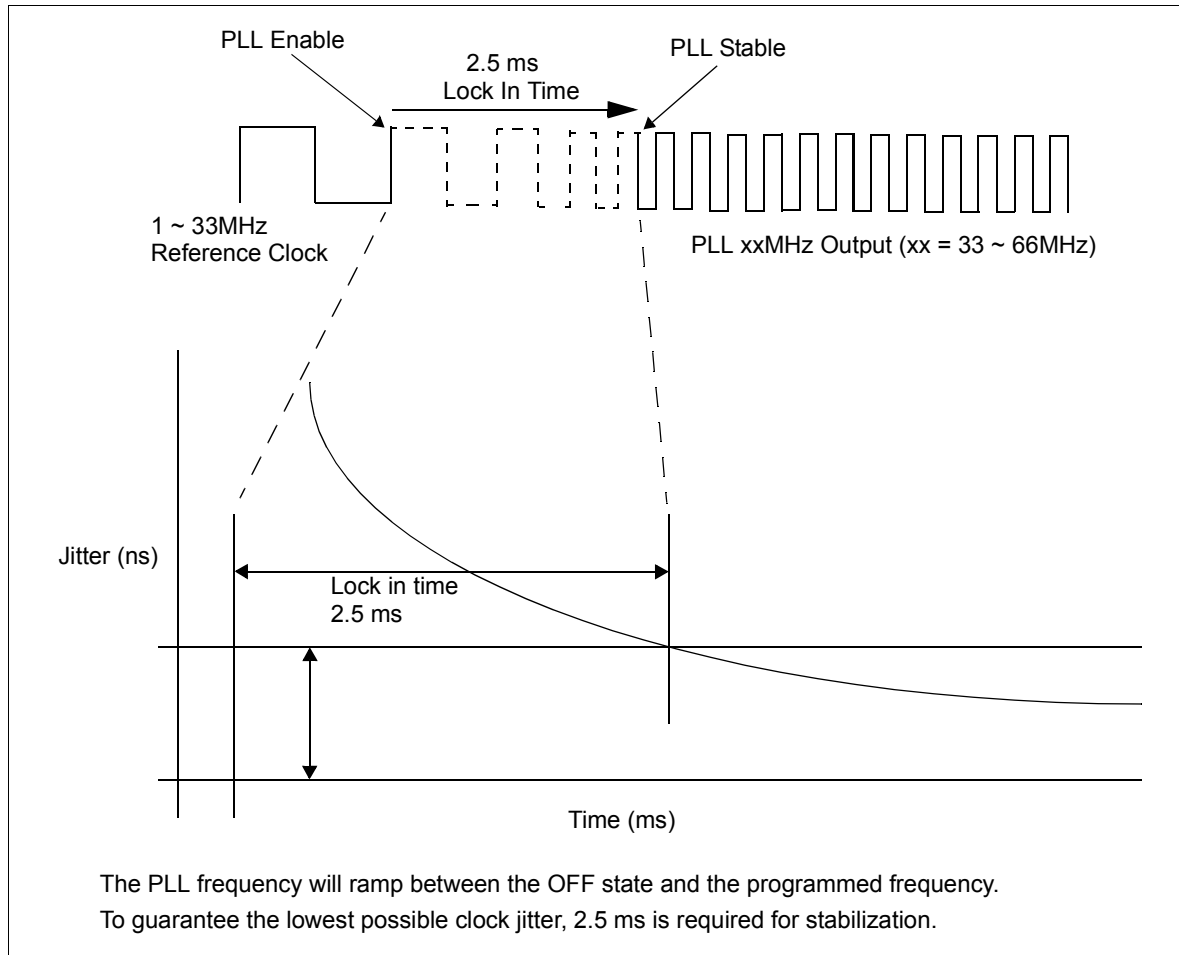 PLL Enable
2.5 ms
Lock In Time
PLL Stable
1 ~ 33MHz
Reference Clock
PLL xxMHz Output (xx = 33 ~ 66MHz)
Jitter (ns)
Lock in time
2.5 ms
Time (ms)
The PLL frequency will ramp between the OFF state and the programmed frequency.
To guarantee the lowest possible clock jitter, 2.5 ms is required for stabilization.